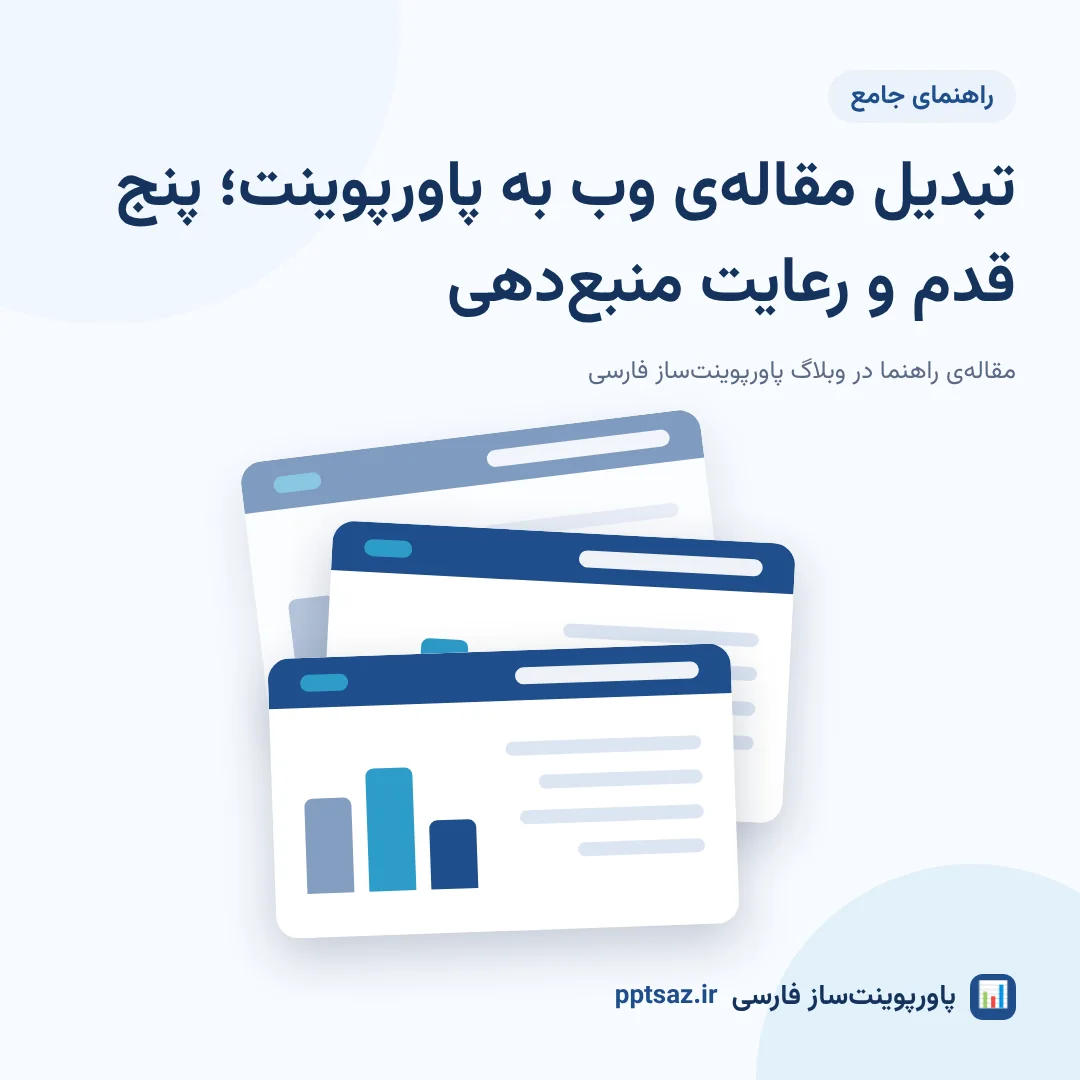 راهنمای جامع
تبدیل مقاله‌ی وب به پاورپوینت؛ پنج
قدم و رعایت منبع‌دهی
مقاله‌ی راهنما در وبلاگ پاورپوینت‌ساز فارسی
پاورپوینت‌ساز فارسی pptsaz.ir